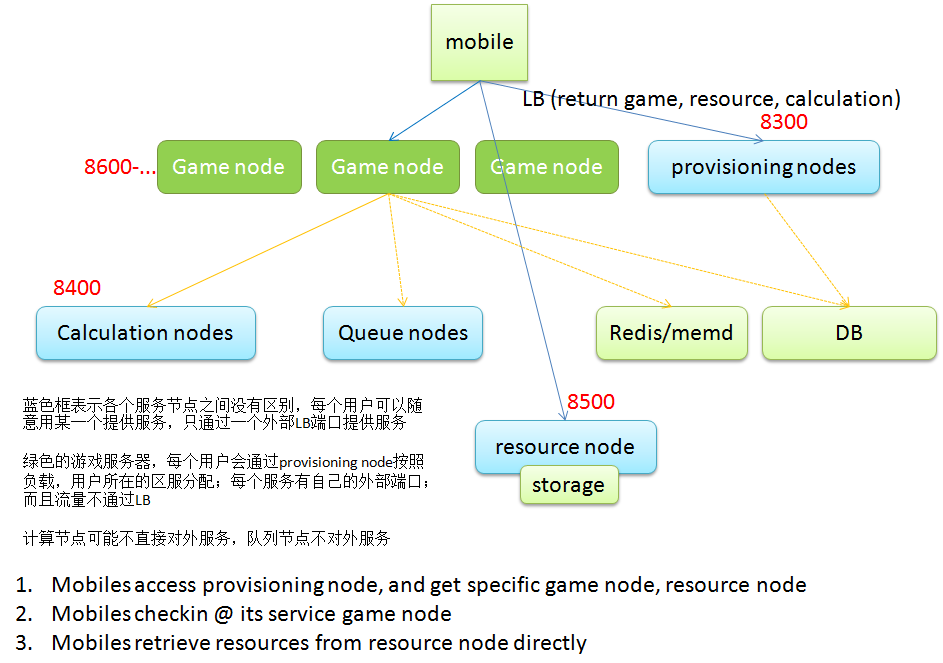 mobile
LB (return game, resource, calculation)
8300
8600-...
Game node
Game node
Game node
provisioning nodes
8400
Calculation nodes
Queue nodes
Redis/memd
DB
蓝色框表示各个服务节点之间没有区别，每个用户可以随
意用某一个提供服务，只通过一个外部LB端口提供服务
绿色的游戏服务器，每个用户会通过provisioning node按照
负载，用户所在的区服分配；每个服务有自己的外部端口；
而且流量不通过LB
计算节点可能不直接对外服务，队列节点不对外服务
8500
resource node
storage
1. Mobiles access provisioning node, and get specific game node, resource node
2. Mobiles checkin @ its service game node
3. Mobiles retrieve resources from resource node directly